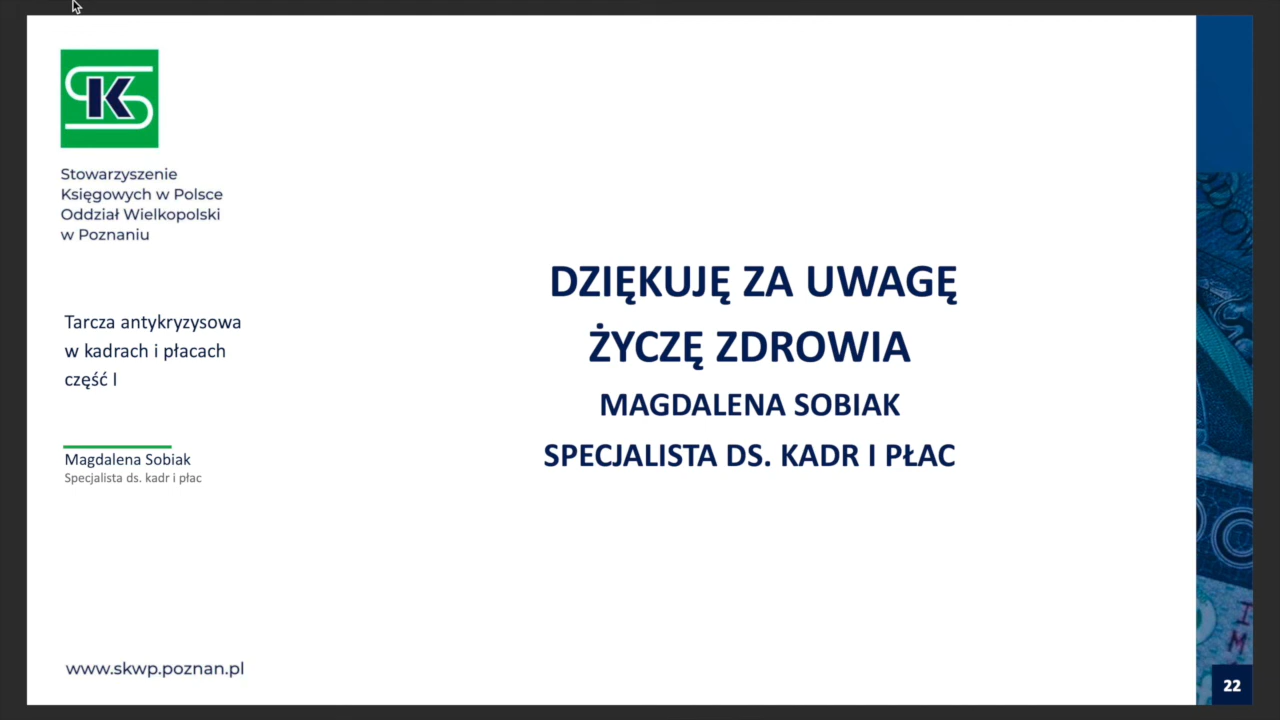 SK
Stowarzyszenie
Księgowych w Polsce
Oddział Wielkopolski
w Poznaniu
Tarcza antykryzysowa
w kadrach i płacach
część I
Magdalena Sobiak
Specjalista ds. kadr i płac
www.skwp.poznan.pl
DZIĘKUJĘ ZA UWAGĘ
ŻYCZĘ ZDROWIA
MAGDALENA SOBIAK
SPECJALISTA DS. KADR I PŁAC
22